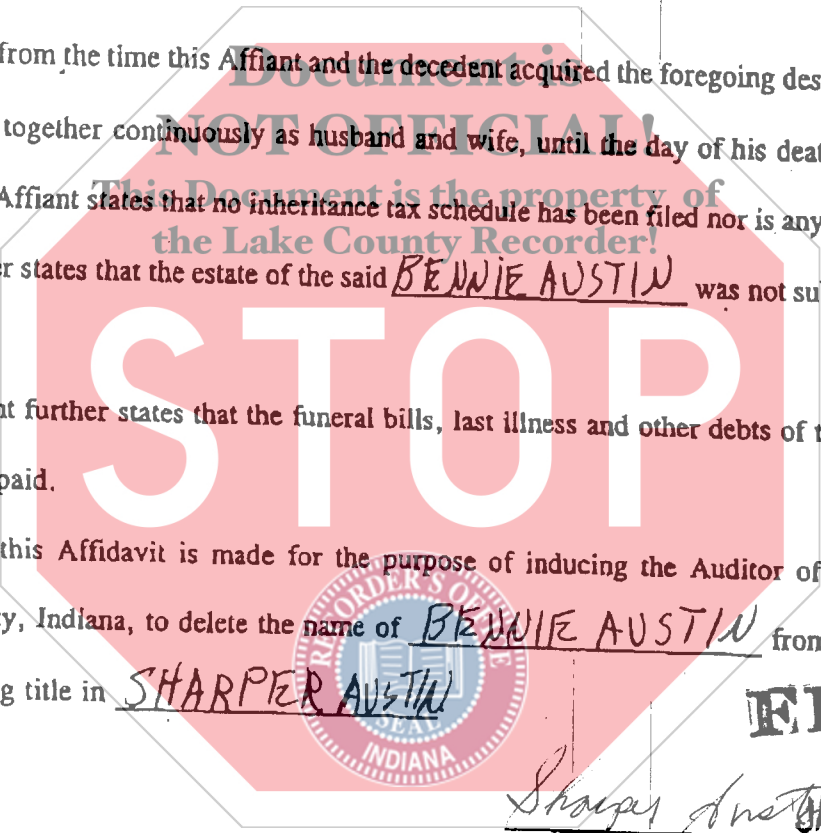 from the time this Affiant and the decedent acquired the foregoing des
Document is
together continuously as husband and wife, until the day of his deat
NOT OFFICIAL!
Affiant states that no inheritance tax schedule has been filed nor is any
This Document is the property of
the Lake County Recorder!
er states that the estate of the said BENNIE AUSTIN was not su
STOP
nt further states that the funeral bills, last illness and other debts of
paid.
this Affidavit is made for the purpose of inducing the Auditor of
y, Indiana, to delete the name of BENNIE AUSTIN from
g title in SHARPER AUSTIN
RECORDER'S OF THE
SEAL
INDIANA
Sharper